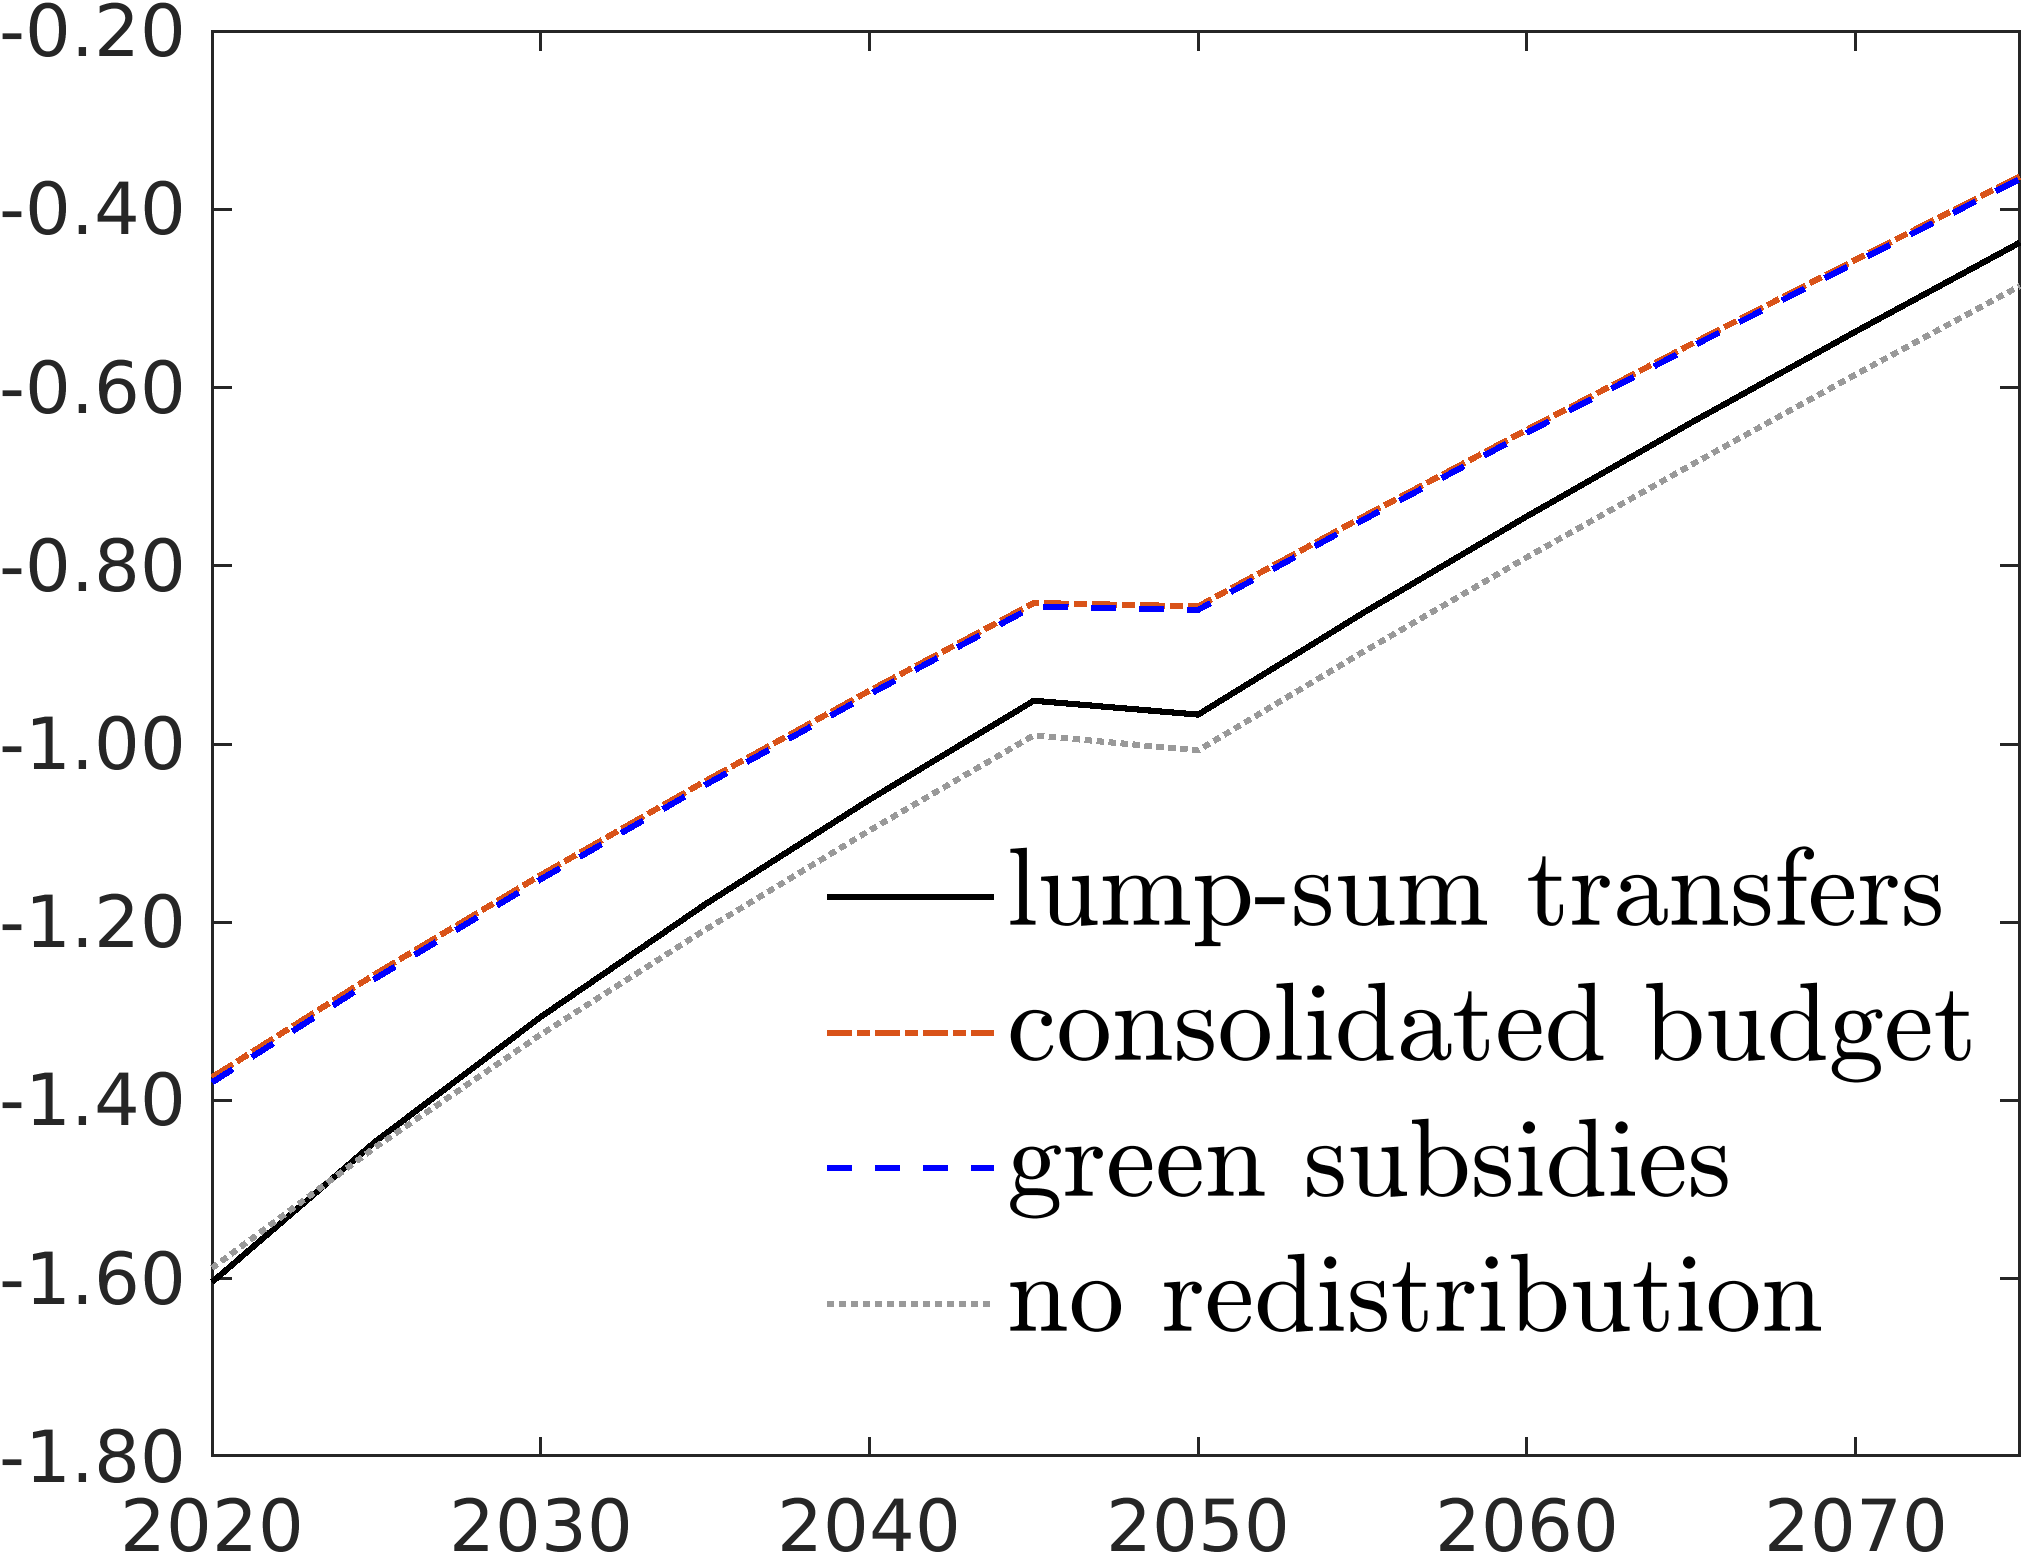 -0.20
-0.40
-0.60
-0.80
-1.00
-1.20
-1.40
-1.60
-1.80
2020 2030 2040 2050 2060 2070
lump-sum transfers
consolidated budget
green subsidies
no redistribution